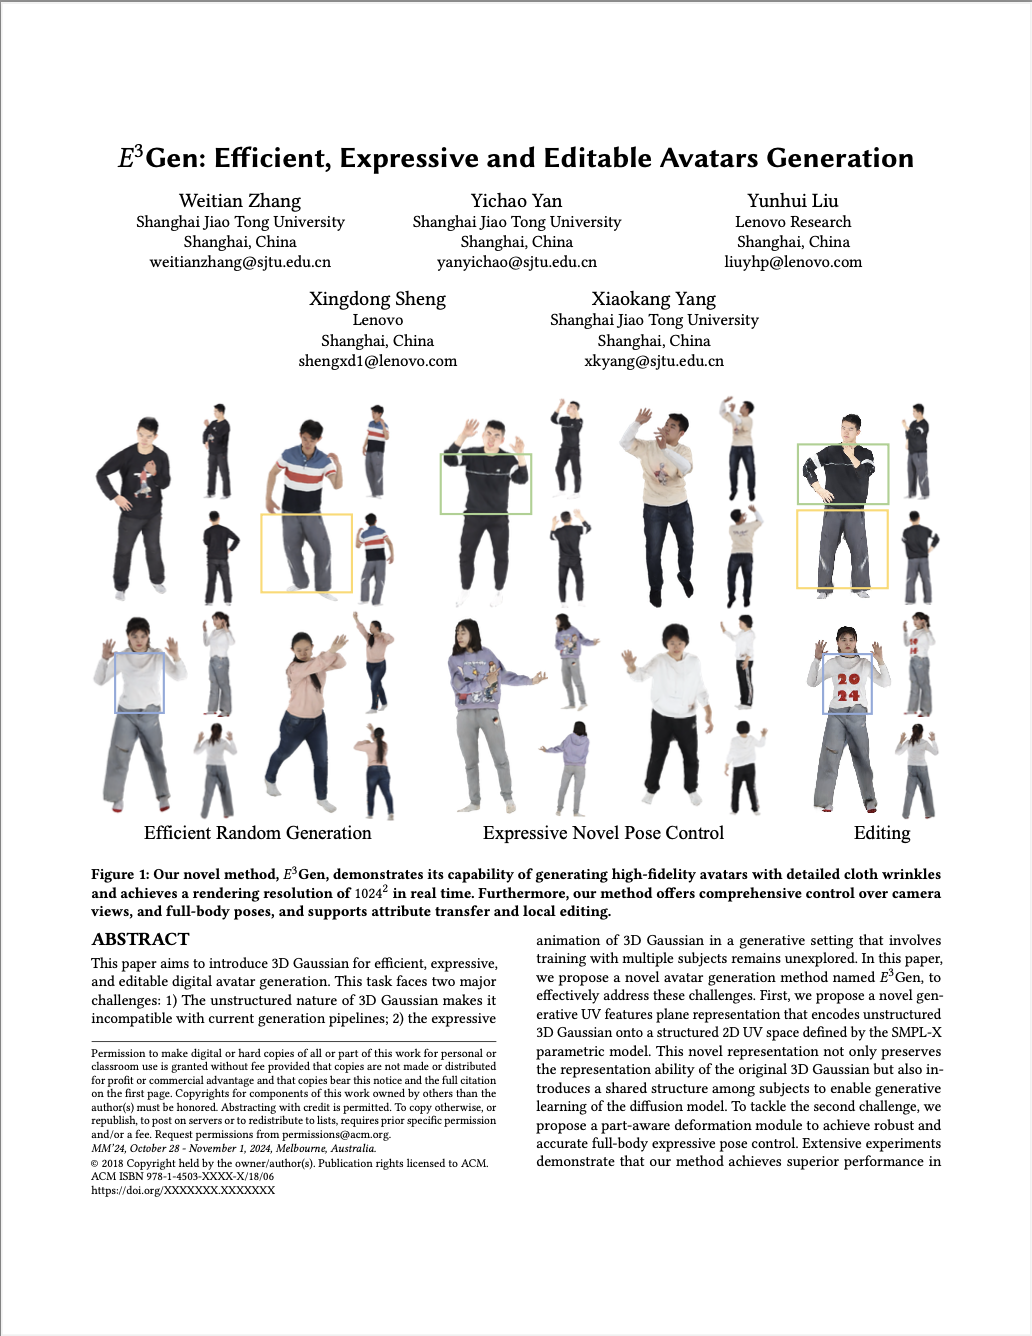 E³Gen: Efficient, Expressive and Editable Avatars Generation
Weitian Zhang
Shanghai Jiao Tong University
Shanghai, China
weitianzhang@sjtu.edu.cn
Yichao Yan
Shanghai Jiao Tong University
Shanghai, China
yanyichao@sjtu.edu.cn
Yunhui Liu
Lenovo Research
Shanghai, China
liuyhp@lenovo.com
Xingdong Sheng
Lenovo
Shanghai, China
shengxd1@lenovo.com
Xiaokang Yang
Shanghai Jiao Tong University
Shanghai, China
xkyang@sjtu.edu.cn
20
24
Efficient Random Generation
Expressive Novel Pose Control
Editing
Figure 1: Our novel method, E³Gen, demonstrates its capability of generating high-fidelity avatars with detailed cloth wrinkles
and achieves a rendering resolution of 1024² in real time. Furthermore, our method offers comprehensive control over camera
views, and full-body poses, and supports attribute transfer and local editing.
ABSTRACT
This paper aims to introduce 3D Gaussian for efficient, expressive,
and editable digital avatar generation. This task faces two major
challenges: 1) The unstructured nature of 3D Gaussian makes it
incompatible with current generation pipelines; 2) the expressive
Permission to make digital or hard copies of all or part of this work for personal or
classroom use is granted without fee provided that copies are not made or distributed
for profit or commercial advantage and that copies bear this notice and the full citation
on the first page. Copyrights for components of this work owned by others than the
author(s) must be honored. Abstracting with credit is permitted. To copy otherwise, or
republish, to post on servers or to redistribute to lists, requires prior specific permission
and/or a fee. Request permissions from permissions@acm.org.
MM'24, October 28 - November 1, 2024, Melbourne, Australia.
© 2018 Copyright held by the owner/author(s). Publication rights licensed to ACM.
ACM ISBN 978-1-4503-XXXX-X/18/06
https://doi.org/XXXXXXX.XXXXXXX
animation of 3D Gaussian in a generative setting that involves
training with multiple subjects remains unexplored. In this paper,
we propose a novel avatar generation method named E³Gen, to
effectively address these challenges. First, we propose a novel gen-
erative UV features plane representation that encodes unstructured
3D Gaussian onto a structured 2D UV space defined by the SMPL-X
parametric model. This novel representation not only preserves
the representation ability of the original 3D Gaussian but also in-
troduces a shared structure among subjects to enable generative
learning of the diffusion model. To tackle the second challenge, we
propose a part-aware deformation module to achieve robust and
accurate full-body expressive pose control. Extensive experiments
demonstrate that our method achieves superior performance in